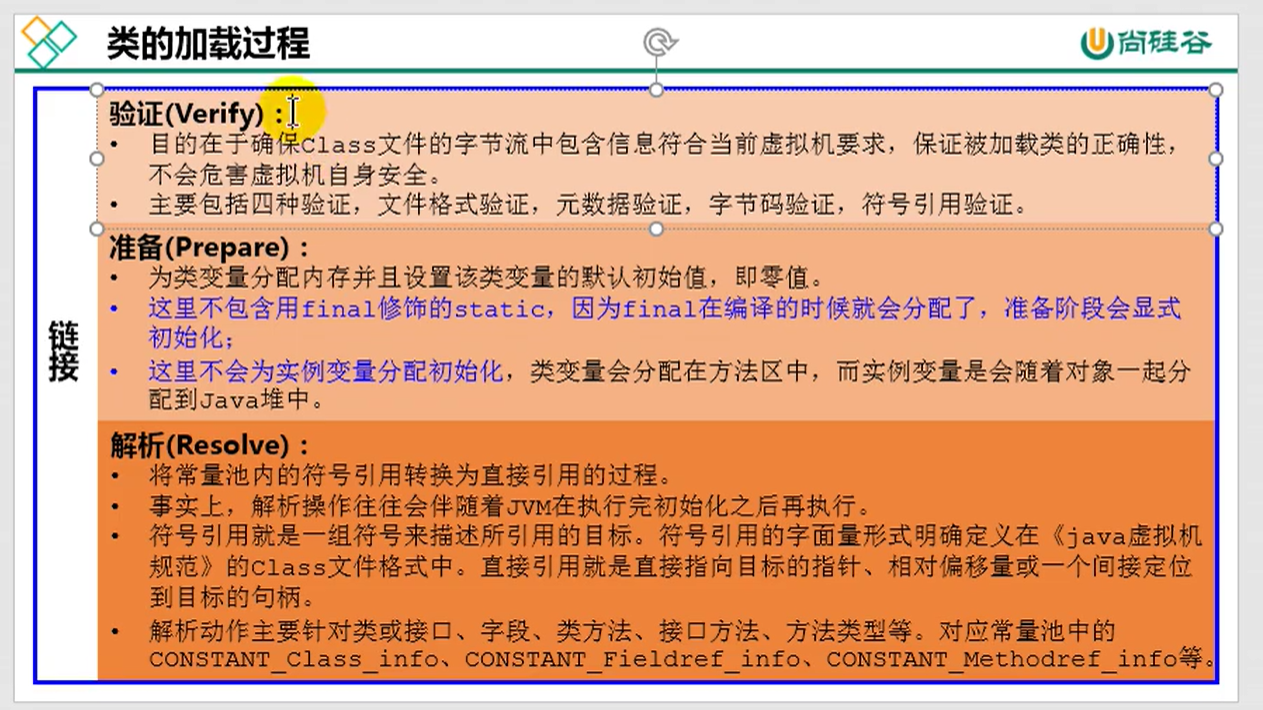 类的加载过程
尚硅谷
链接
验证(Verify)：
• 目的在于确保Class文件的字节流中包含信息符合当前虚拟机要求，保证被加载类的正确性，
不会危害虚拟机自身安全。
• 主要包括四种验证，文件格式验证，元数据验证，字节码验证，符号引用验证。
准备(Prepare)：
• 为类变量分配内存并且设置该类变量的默认初始值，即零值。
• 这里不包含用final修饰的static，因为final在编译的时候就会分配了，准备阶段会显式
初始化；
• 这里不会为实例变量分配初始化，类变量会分配在方法区中，而实例变量是会随着对象一起分
配到Java堆中。
解析(Resolve)：
• 将常量池内的符号引用转换为直接引用的过程。
• 事实上，解析操作往往会伴随着JVM在执行完初始化之后再执行。
• 符号引用就是一组符号来描述所引用的目标。符号引用的字面量形式明确定义在《java虚拟机
规范》的Class文件格式中。直接引用就是直接指向目标的指针、相对偏移量或一个间接定位
到目标的句柄。
• 解析动作主要针对类或接口、字段、类方法、接口方法、方法类型等。对应常量池中的
CONSTANT_Class_info、CONSTANT_Fieldref_info、CONSTANT_Methodref_info等。